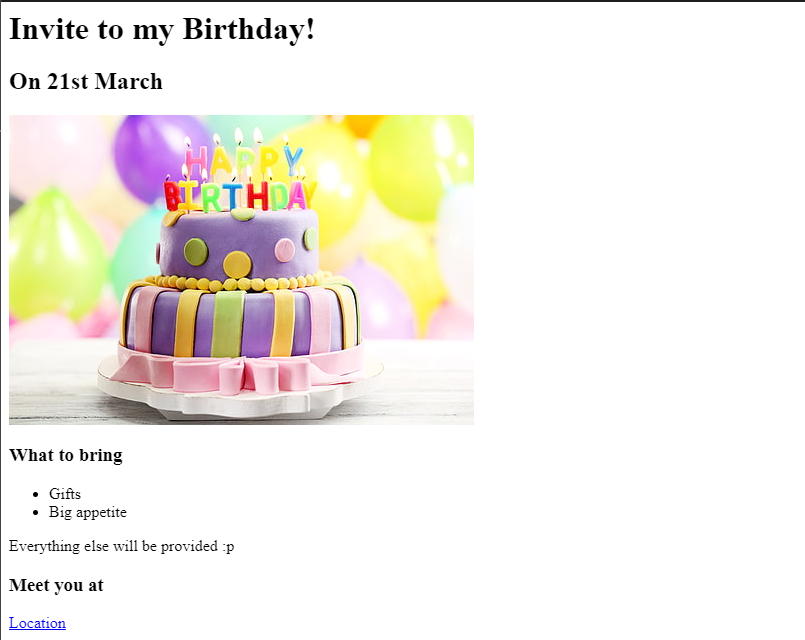 Invite to my Birthday!
On 21st March
HAPPY
BIRTHDAY
What to bring
Gifts
Big appetite
Everything else will be provided :p
Meet you at
Location